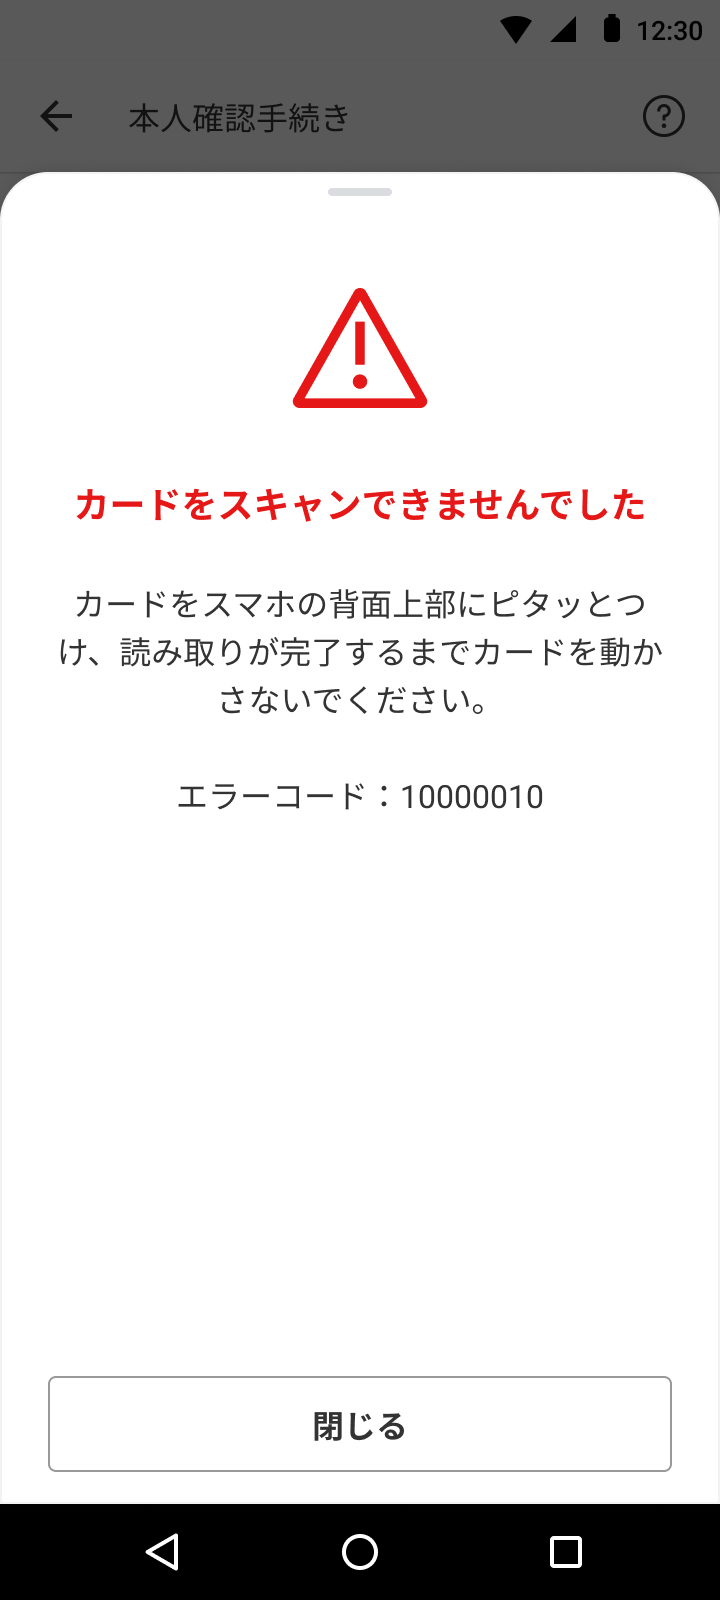 12:30
本人確認手続き
カードをスキャンできませんでした
カードをスマホの背面上部にピタッとつ
け、読み取りが完了するまでカードを動か
さないでください。
エラーコード：10000010
閉じる